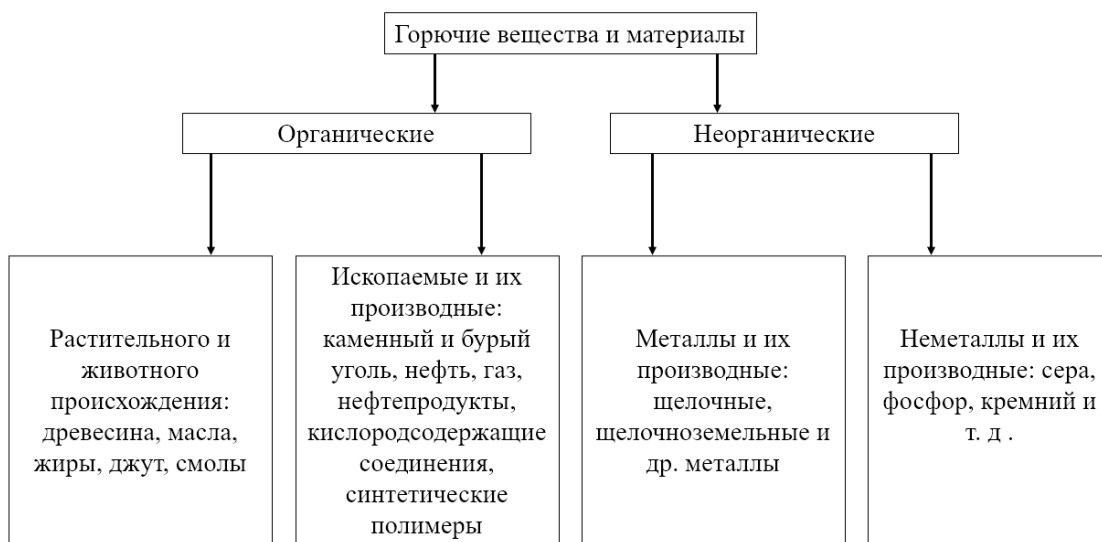 Горючие вещества и материалы
Органические
Неорганические
Растительного и
животного
происхождения:
древесина, масла,
жиры, джут, смолы
Ископаемые и их
производные:
каменный и бурый
уголь, нефть, газ,
нефтепродукты,
кислородсодержащие
соединения,
синтетические
полимеры
Металлы и их
производные:
щелочные,
щелочноземельные и
др. металлы
Неметаллы и их
производные: сера,
фосфор, кремний и
т. д .